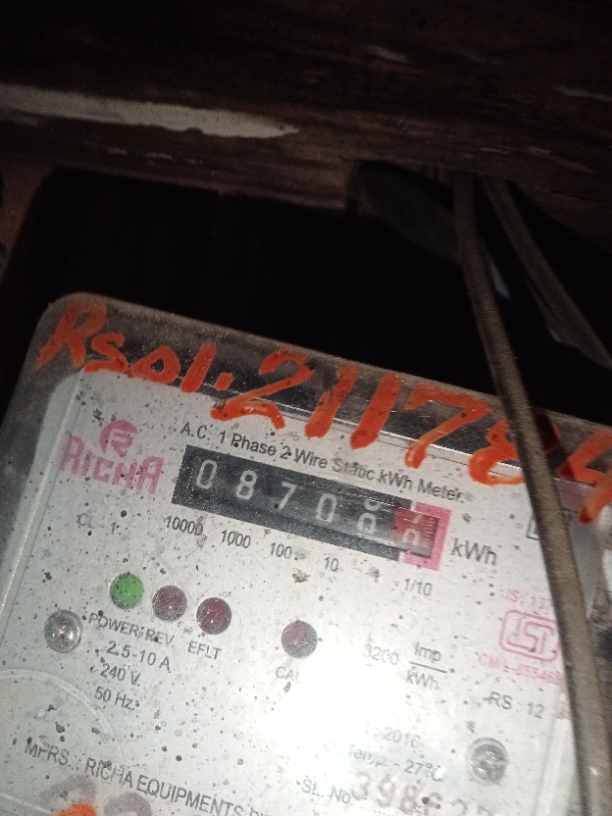 Rsol.211784
RICHA
A.C. 1 Phase 2 Wire Static kWh Meter
08708
kWh
CL 1
10000 1000 100 10 1 1/10
POWER REV EFLT
CAL
2.5-10 A
240 V.
50 Hz
3200 Imp
kWh
RS : 12
2016
Temp - 27°C
MFRS. : RICHA EQUIPMENTS
SL. No